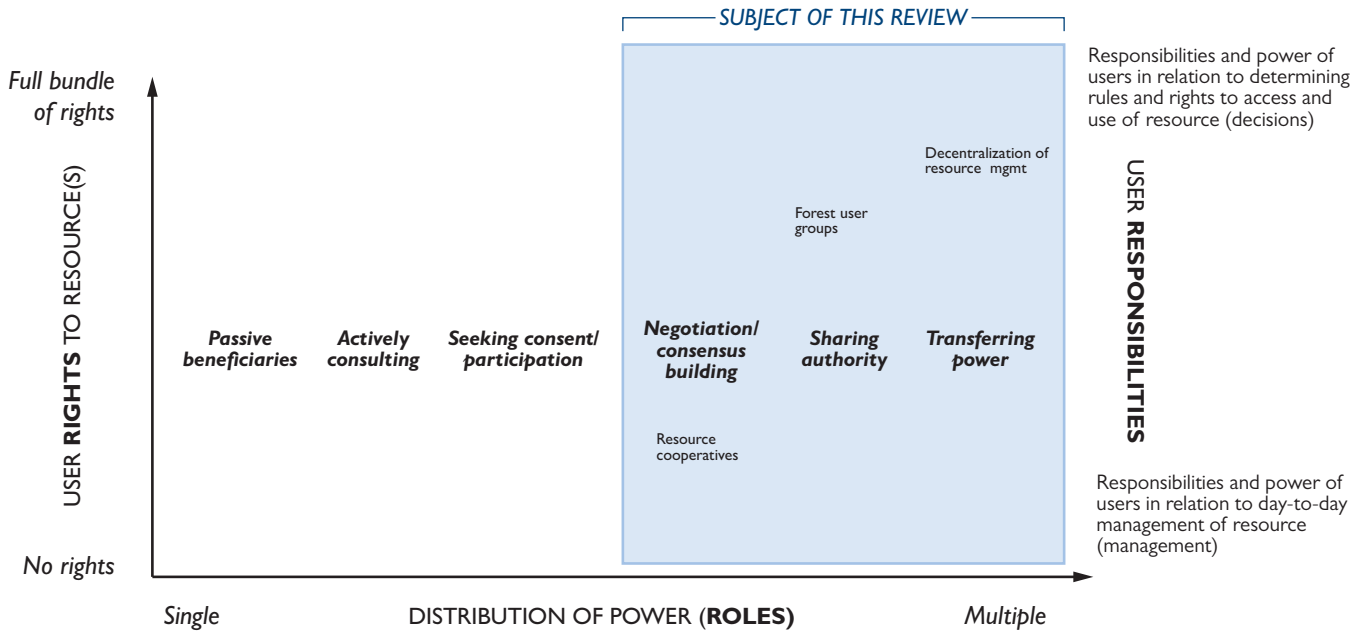 SUBJECT OF THIS REVIEW
Full bundle
of rights
USER RIGHTS TO RESOURCE(S)
No rights
Responsibilities and power of
users in relation to determining
rules and rights to access and
use of resource (decisions)
Decentralization of
resource mgmt
Forest user
groups
Passive
beneficiaries
Actively
consulting
Seeking consent/
participation
Negotiation/
consensus
building
Sharing
authority
Transferring
power
Resource
cooperatives
USER RESPONSIBILITIES
Responsibilities and power of
users in relation to day-to-day
management of resource
(management)
Single
DISTRIBUTION OF POWER (ROLES)
Multiple